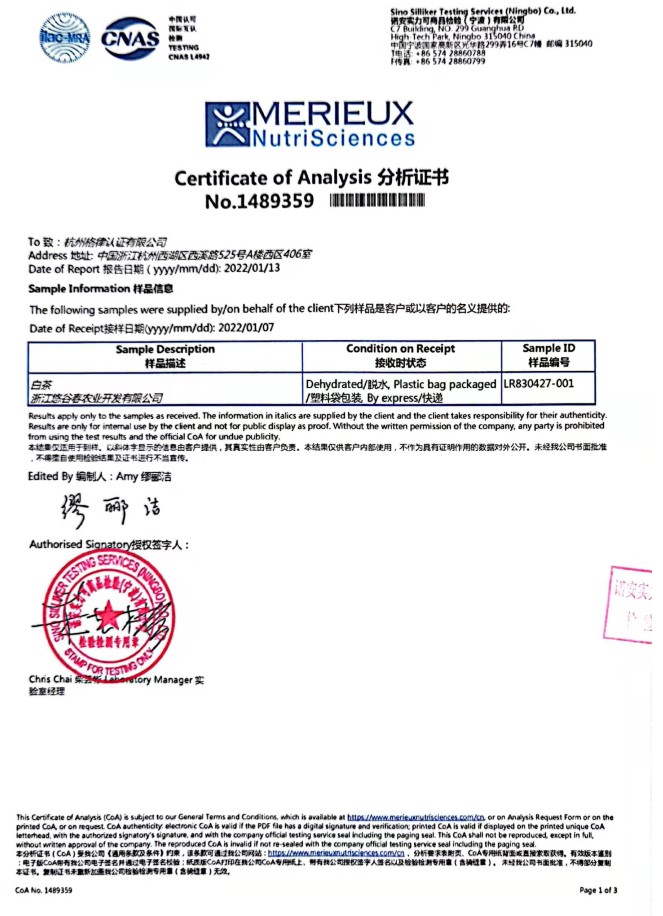 ilac-MRA
CNAS
中国认可
国际互认
检测
TESTING
CNAS L4942
Sino Silliker Testing Services (Ningbo) Co., Ltd.
诺安实力可商品检验（宁波）有限公司
C7 Building, NO. 299 Guanghua RD
High Tech Park, Ningbo 315040 China
中国宁波国家高新区光华路299弄16号C7幢 邮编 315040
T电话: +86 574 28860788
F传真: +86 574 28860799
MERIEUX
NutriSciences
Certificate of Analysis 分析证书
No.1489359
To 致：杭州格律认证有限公司
Address 地址: 中国浙江杭州西湖区西溪路525号A楼西区406室
Date of Report 报告日期 ( yyyy/mm/dd): 2022/01/13
Sample Information 样品信息
The following samples were supplied by/on behalf of the client下列样品是客户或以客户的名义提供的:
Date of Receipt接样日期(yyyy/mm/dd): 2022/01/07
Sample Description Condition on Receipt Sample ID
样品描述 接收时状态 样品编号
白茶 Dehydrated/脱水, Plastic bag packaged LR830427-001
浙江悠谷春农业开发有限公司 /塑料袋包装, By express/快递
Results apply only to the samples as received. The information in italics are supplied by the client and the client takes responsibility for their authenticity.
Results are only for internal use by the client and not for public display as proof. Without the written permission of the company, any party is prohibited
from using the test results and the official CoA for undue publicity.
本结果仅适用于到样。以斜体字显示的信息由客户提供，其真实性由客户负责。本结果仅供客户内部使用，不作为具有证明作用的数据对外公开。未经我公司书面批准
，不得擅自使用检验结果及证书进行不当宣传。
Edited By 编制人：Amy 缪郦洁
缪 郦 洁
Authorised Signatory授权签字人：
SINO SILLIKER TESTING SERVICES (NINGBO)
检验检测专用章
STAMP FOR TESTING ONLY
诺安实
Chris Chai 柴 Laboratory Manager 实
验室经理
This Certificate of Analysis (CoA) is subject to our General Terms and Conditions, which is available at https://www.merieuxnutrisciences.com/cn, or on Analysis Request Form or on the
printed CoA, or on request. CoA authenticity: electronic CoA is valid if the PDF file has a digital signature and verification; printed CoA is valid if displayed on the printed unique CoA
letterhead, with the authorized signatory's signature, and with the company official testing service seal including the paging seal. This CoA shall not be reproduced, except in full,
without written approval of the company. The reproduced CoA is invalid if not re-sealed with the company official testing service seal including the paging seal.
本分析证书（CoA）受我公司《通用条款及条件》约束，该条款可通过我公司网站：https://www.merieuxnutrisciences.com/cn，分析要求表附页、CoA专用纸背面或直接索取获得。有效版本鉴别
：电子版CoA附有我公司电子签名并通过电子签名检验；纸质版CoA打印在我公司CoA专用纸上，带有我公司授权签字人签名以及检验检测专用章（含骑缝章）。未经我公司书面批准，不得部分复制
本证书。复制证书未重新加盖我公司检验检测专用章（含骑缝章）无效。
CoA No. 1489359
Page 1 of 3